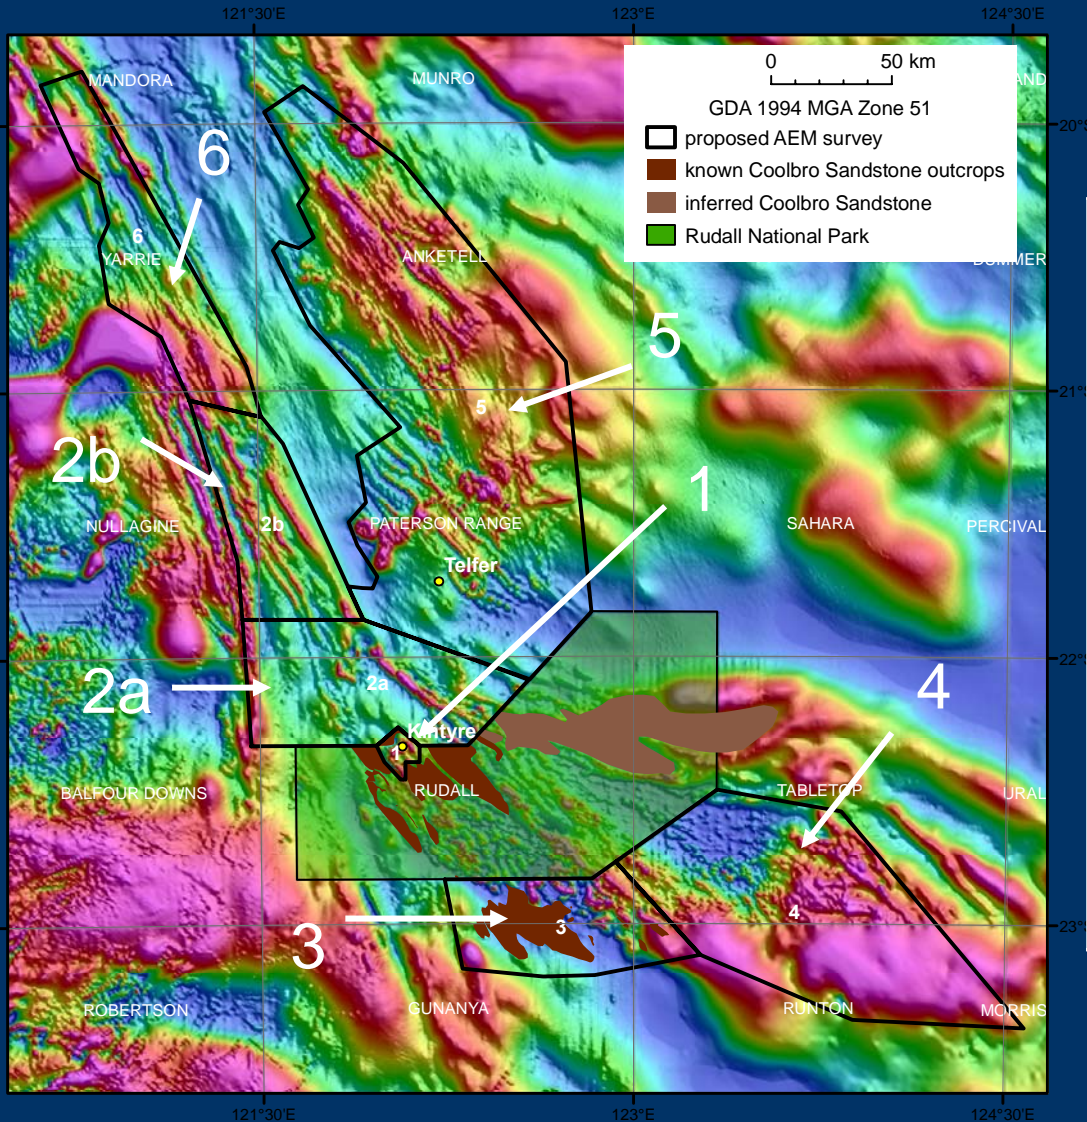 121°30'E 123°E 124°30'E
0 50 km
GDA 1994 MGA Zone 51
proposed AEM survey
known Coolbro Sandstone outcrops
inferred Coolbro Sandstone
Rudall National Park
MANDORA MUNRO AND
20°
6
6
YARRIE ANKETELL DUMMER
5
5
21°
2b
1
2b
NULLAGINE PATERSON RANGE SAHARA PERCIVAL
Telfer
22°
2a
2a
4
Kintyre
1
BALFOUR DOWNS RUDALL TABLETOP URAL
3
3
4
23°
ROBERTSON GUNANYA RUNTON MORRIS
121°30'E 123°E 124°30'E